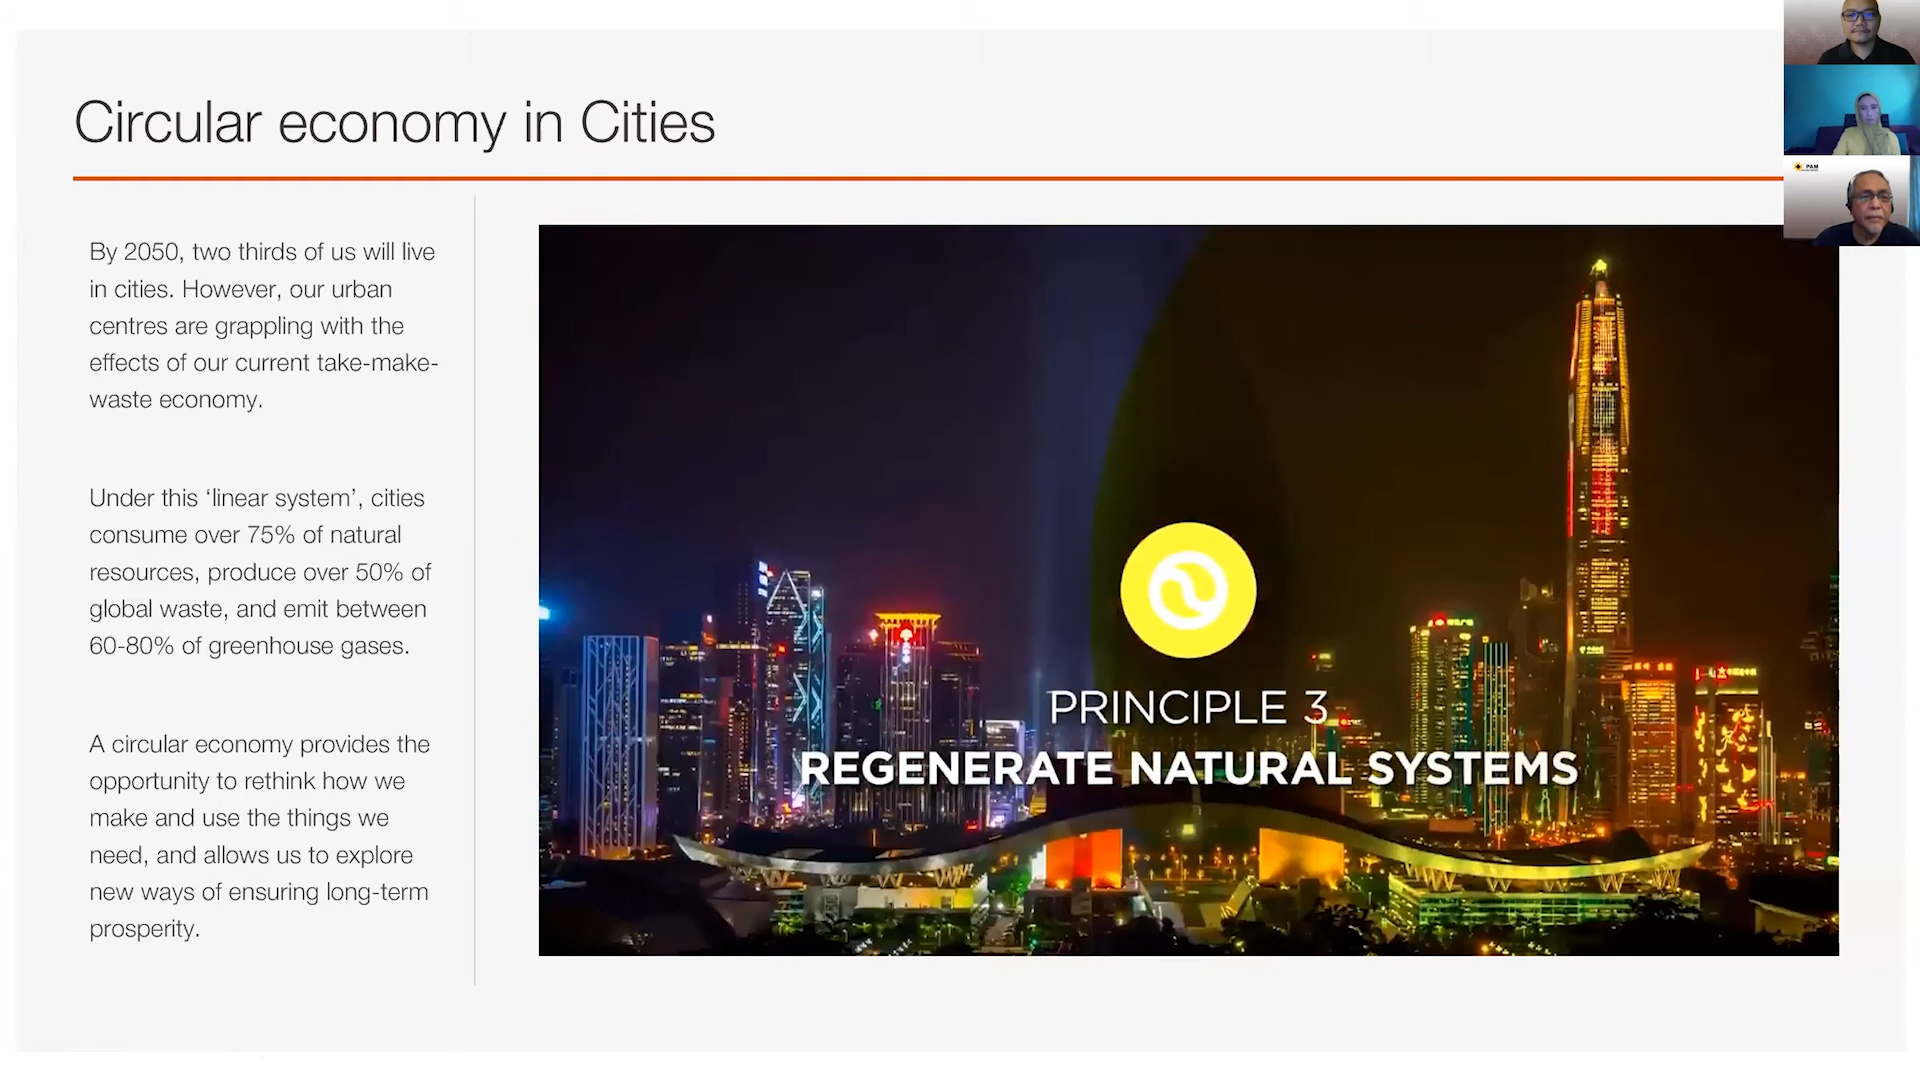 Circular economy in Cities
By 2050, two thirds of us will live
in cities. However, our urban
centres are grappling with the
effects of our current take-make-
waste economy.
Under this ‘linear system’, cities
consume over 75% of natural
resources, produce over 50% of
global waste, and emit between
60-80% of greenhouse gases.
A circular economy provides the
opportunity to rethink how we
make and use the things we
need, and allows us to explore
new ways of ensuring long-term
prosperity.
PRINCIPLE 3
REGENERATE NATURAL SYSTEMS
PAM